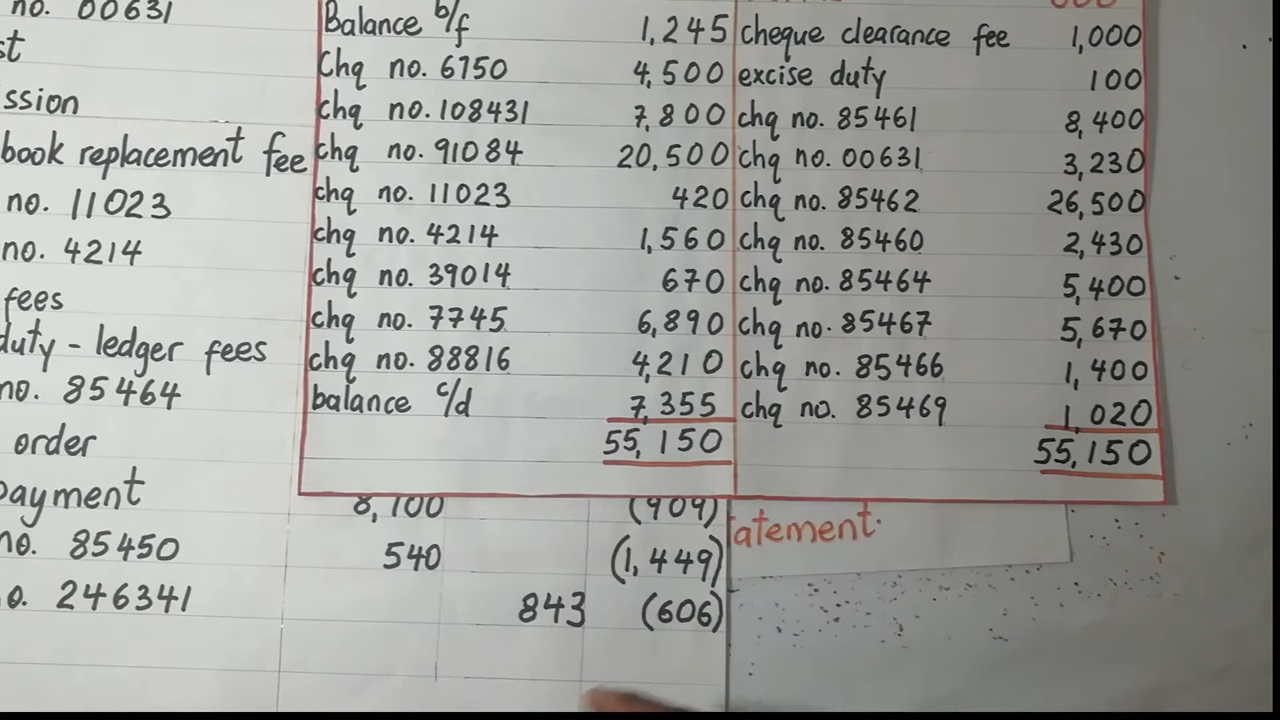 no. 00631
st
ssion
book replacement fee
no. 11023
no. 4214
fees
duty - ledger fees
no. 85464
order
payment
no. 85450 540 (1,449)
o. 246341 843 (606)
8,100 (909)
Balance b/f 1,245 cheque clearance fee 1,000
Chq no. 6750 4,500 excise duty 100
chq no. 108431 7,800 chq no. 85461 8,400
chq no. 91084 20,500 chq no. 00631 3,230
chq no. 11023 420 chq no. 85462 26,500
chq no. 4214 1,560 chq no. 85460 2,430
chq no. 39014 670 chq no. 85464 5,400
chq no. 7745 6,890 chq no. 85467 5,670
chq no. 88816 4,210 chq no. 85466 1,400
balance c/d 7,355 chq no. 85469 1,020
55,150 55,150
atement.